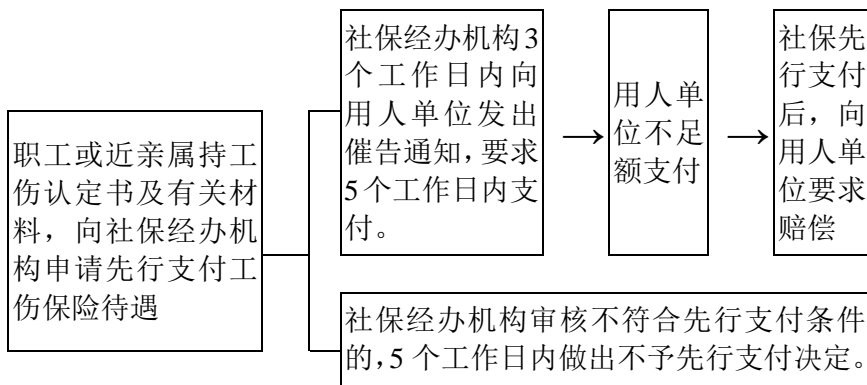 职工或近亲属持工
伤认定书及有关材
料，向社保经办机
构申请先行支付工
伤保险待遇
社保经办机构3
个工作日内向
用人单位发出
催告通知,要求
5个工作日内支
付。
用人单
位不足
额支付
社保先
行支付
后，向
用人单
位要求
赔偿
社保经办机构审核不符合先行支付条件
的,5 个工作日内做出不予先行支付决定。